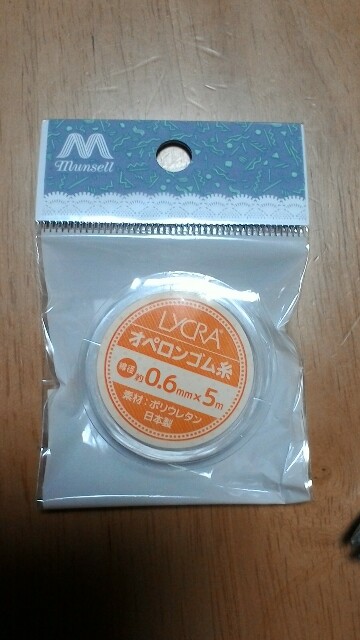 Munsell
LYCRA®
オペロンゴム糸
線径 約0.6mm×5m
素材：ポリウレタン
日本製